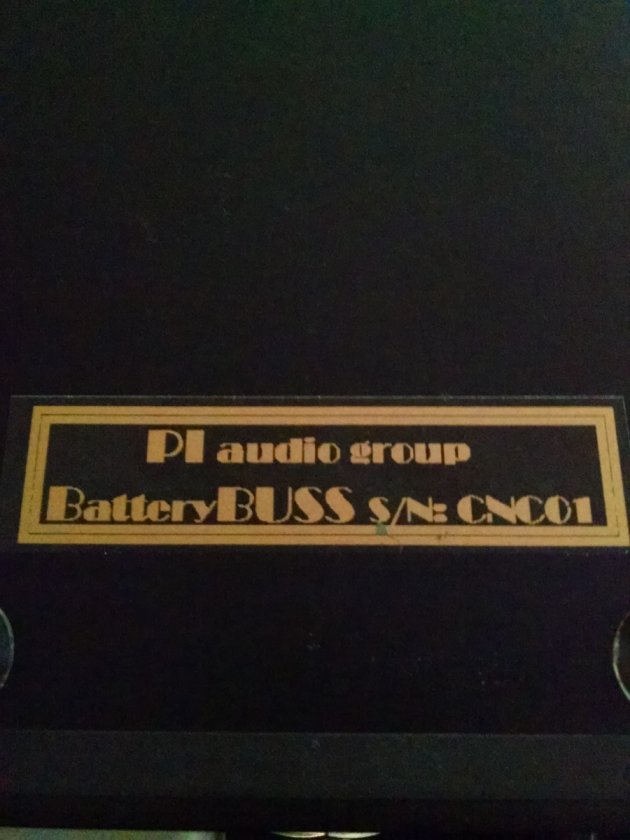 PI audio group
BatteryBUSS S/N: CNC01